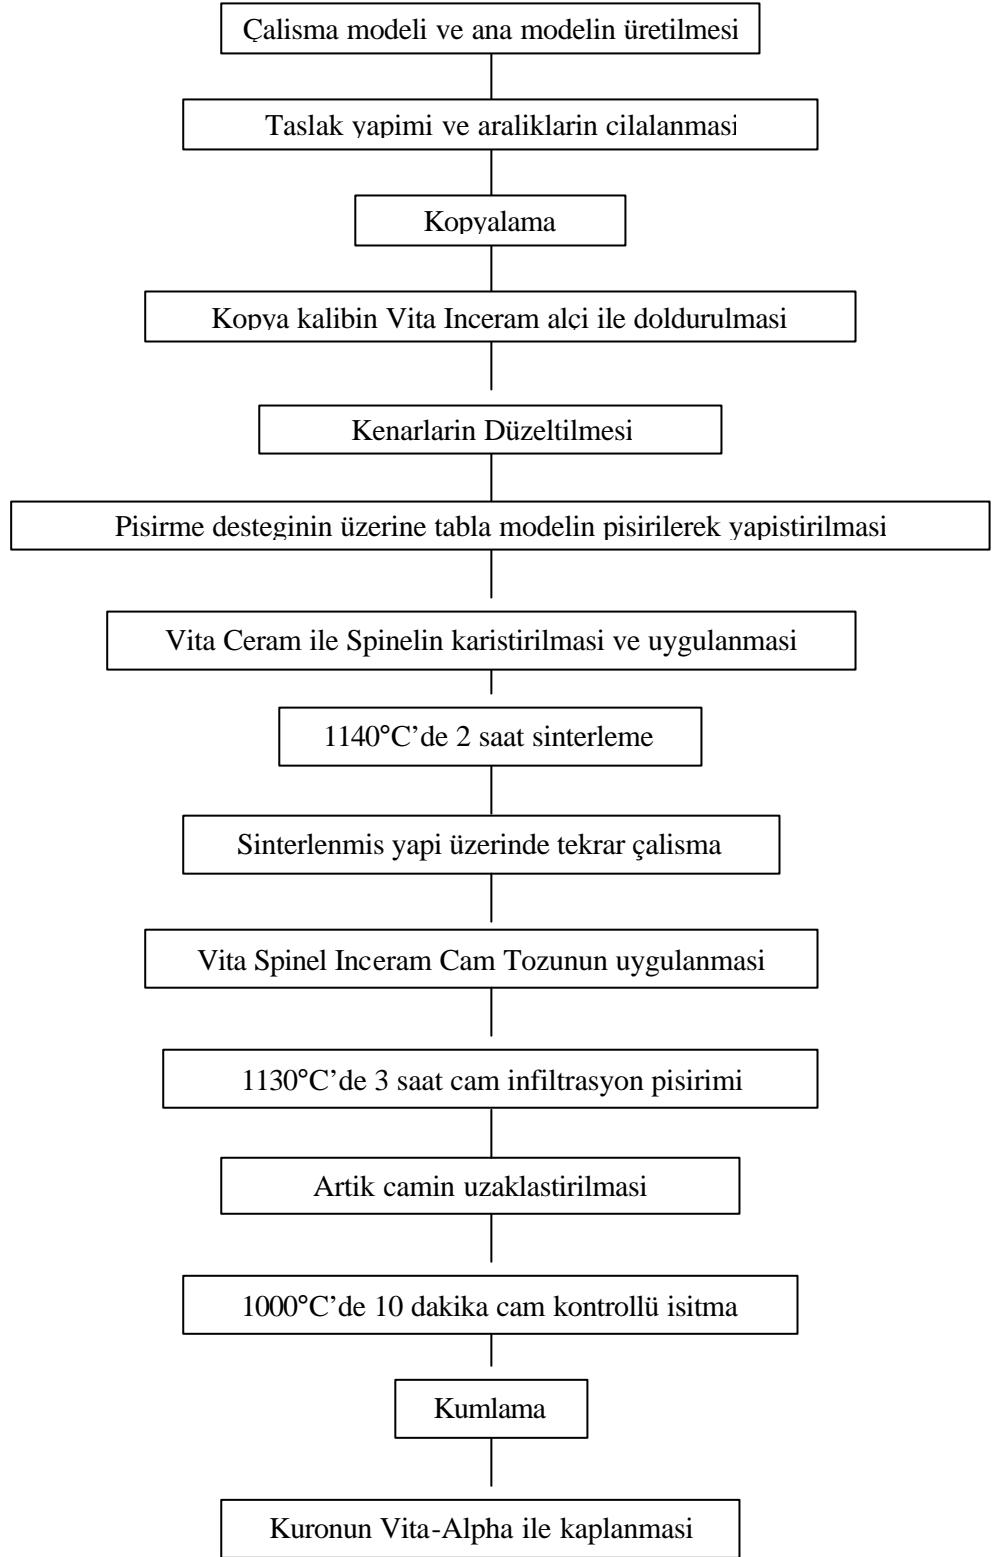 Çalisma modeli ve ana modelin üretilmesi
Taslak yapimi ve araliklarin cilalanmasi
Kopyalama
Kopya kalibin Vita Inceram alçi ile doldurulmasi
Kenarlarin Düzeltilmesi
Pisirme desteginin üzerine tabla modelin pisirilerek yapistirilmasi
Vita Ceram ile Spinelin karistirilmasi ve uygulanmasi
1140°C’de 2 saat sinterleme
Sinterlenmis yapi üzerinde tekrar çalisma
Vita Spinel Inceram Cam Tozunun uygulanmasi
1130°C’de 3 saat cam infiltrasyon pisirimi
Artik camin uzaklastirilmasi
1000°C’de 10 dakika cam kontrollü isitma
Kumlama
Kuronun Vita-Alpha ile kaplanmasi